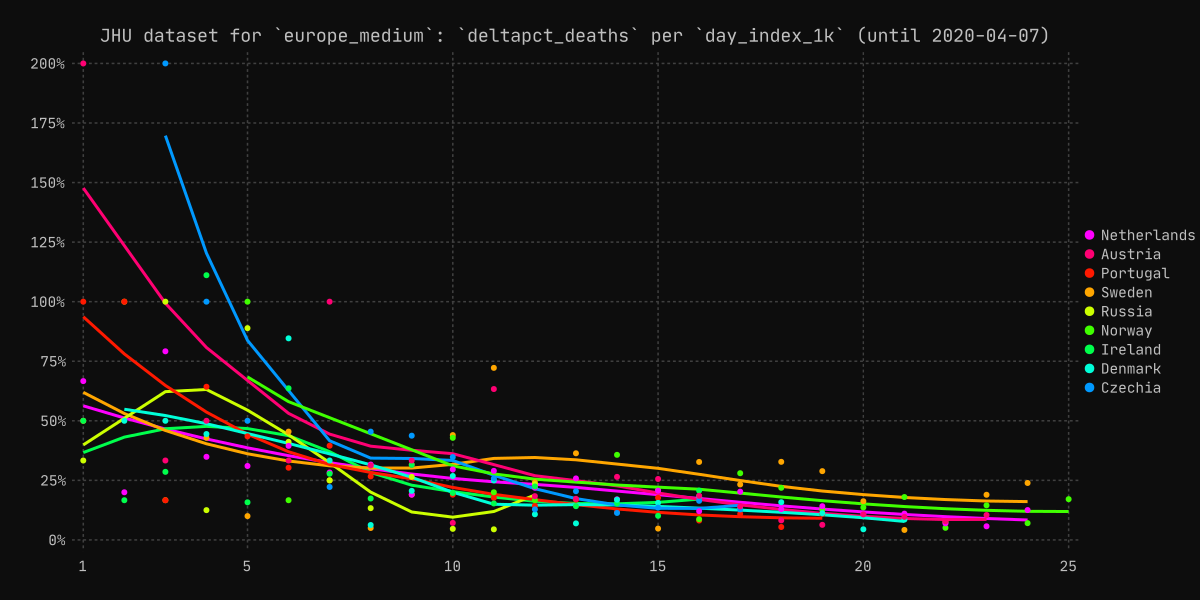 JHU dataset for `europe_medium`: `deltapct_deaths` per `day_index_1k` (until 2020-04-07)
200%
175%
150%
125%
100%
75%
50%
25%
0%
1
5
10
15
20
25
Netherlands
Austria
Portugal
Sweden
Russia
Norway
Ireland
Denmark
Czechia